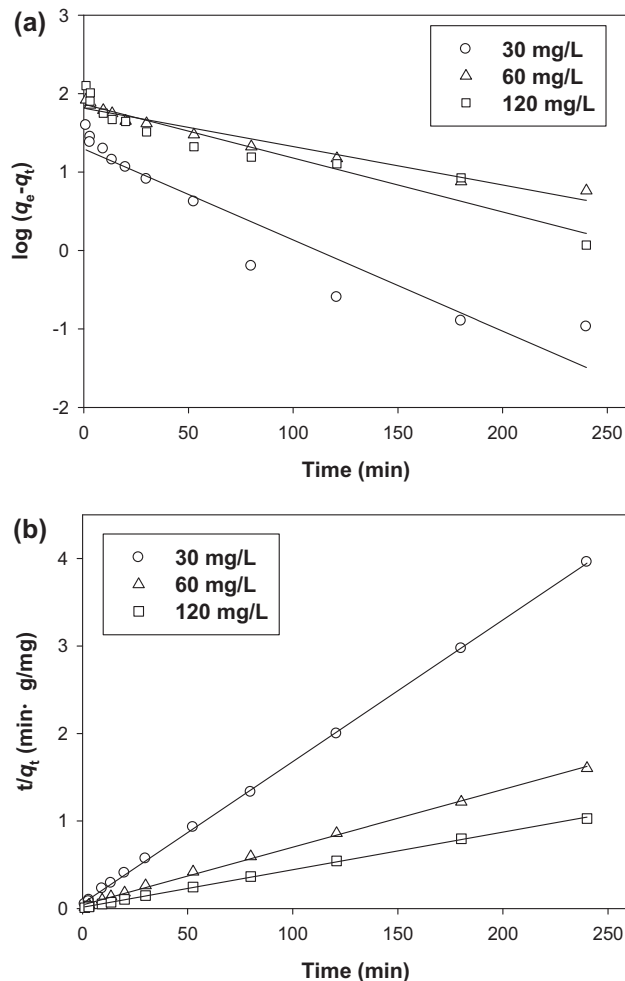 (a)
2
1
0
-1
-2
log (qe-qt)
30 mg/L
60 mg/L
120 mg/L
0 50 100 150 200 250
Time (min)
(b)
4
3
2
1
0
t/qt (min· g/mg)
30 mg/L
60 mg/L
120 mg/L
0 50 100 150 200 250
Time (min)